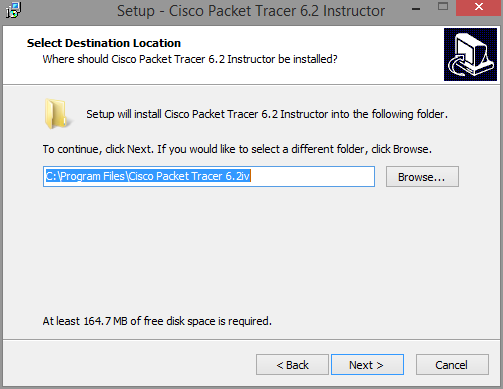 Setup - Cisco Packet Tracer 6.2 Instructor
Select Destination Location
Where should Cisco Packet Tracer 6.2 Instructor be installed?
Setup will install Cisco Packet Tracer 6.2 Instructor into the following folder.
To continue, click Next. If you would like to select a different folder, click Browse.
C:\Program Files\Cisco Packet Tracer 6.2iv
Browse...
At least 164.7 MB of free disk space is required.
< Back
Next >
Cancel